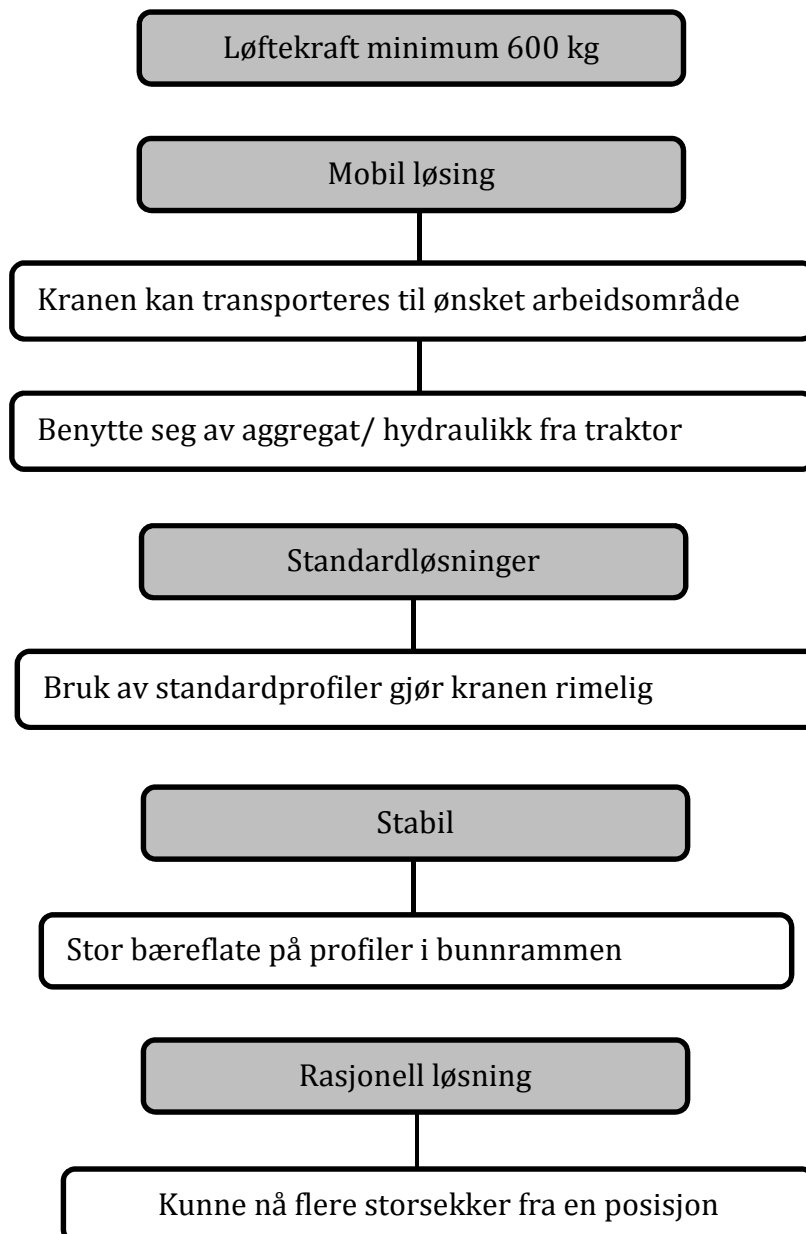 Løftekraft minimum 600 kg
Mobil løsing
Kranen kan transporteres til ønsket arbeidsområde
Benytte seg av aggregat/ hydraulikk fra traktor
Standardløsninger
Bruk av standardprofiler gjør kranen rimelig
Stabil
Stor bæreflate på profiler i bunnrammen
Rasjonell løsning
Kunne nå flere storsekker fra en posisjon